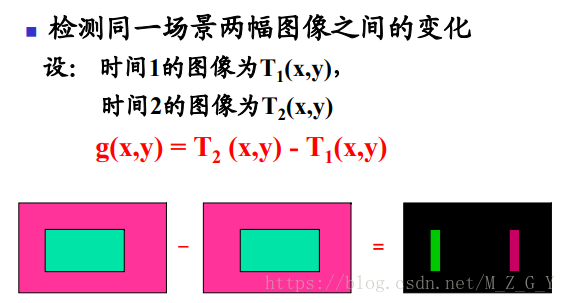 检测同一场景两幅图像之间的变化
设： 时间1的图像为T₁(x,y)，
时间2的图像为T₂(x,y)
g(x,y) = T₂ (x,y) - T₁(x,y)
- =
https://blog.csdn.net/M_Z_G_Y